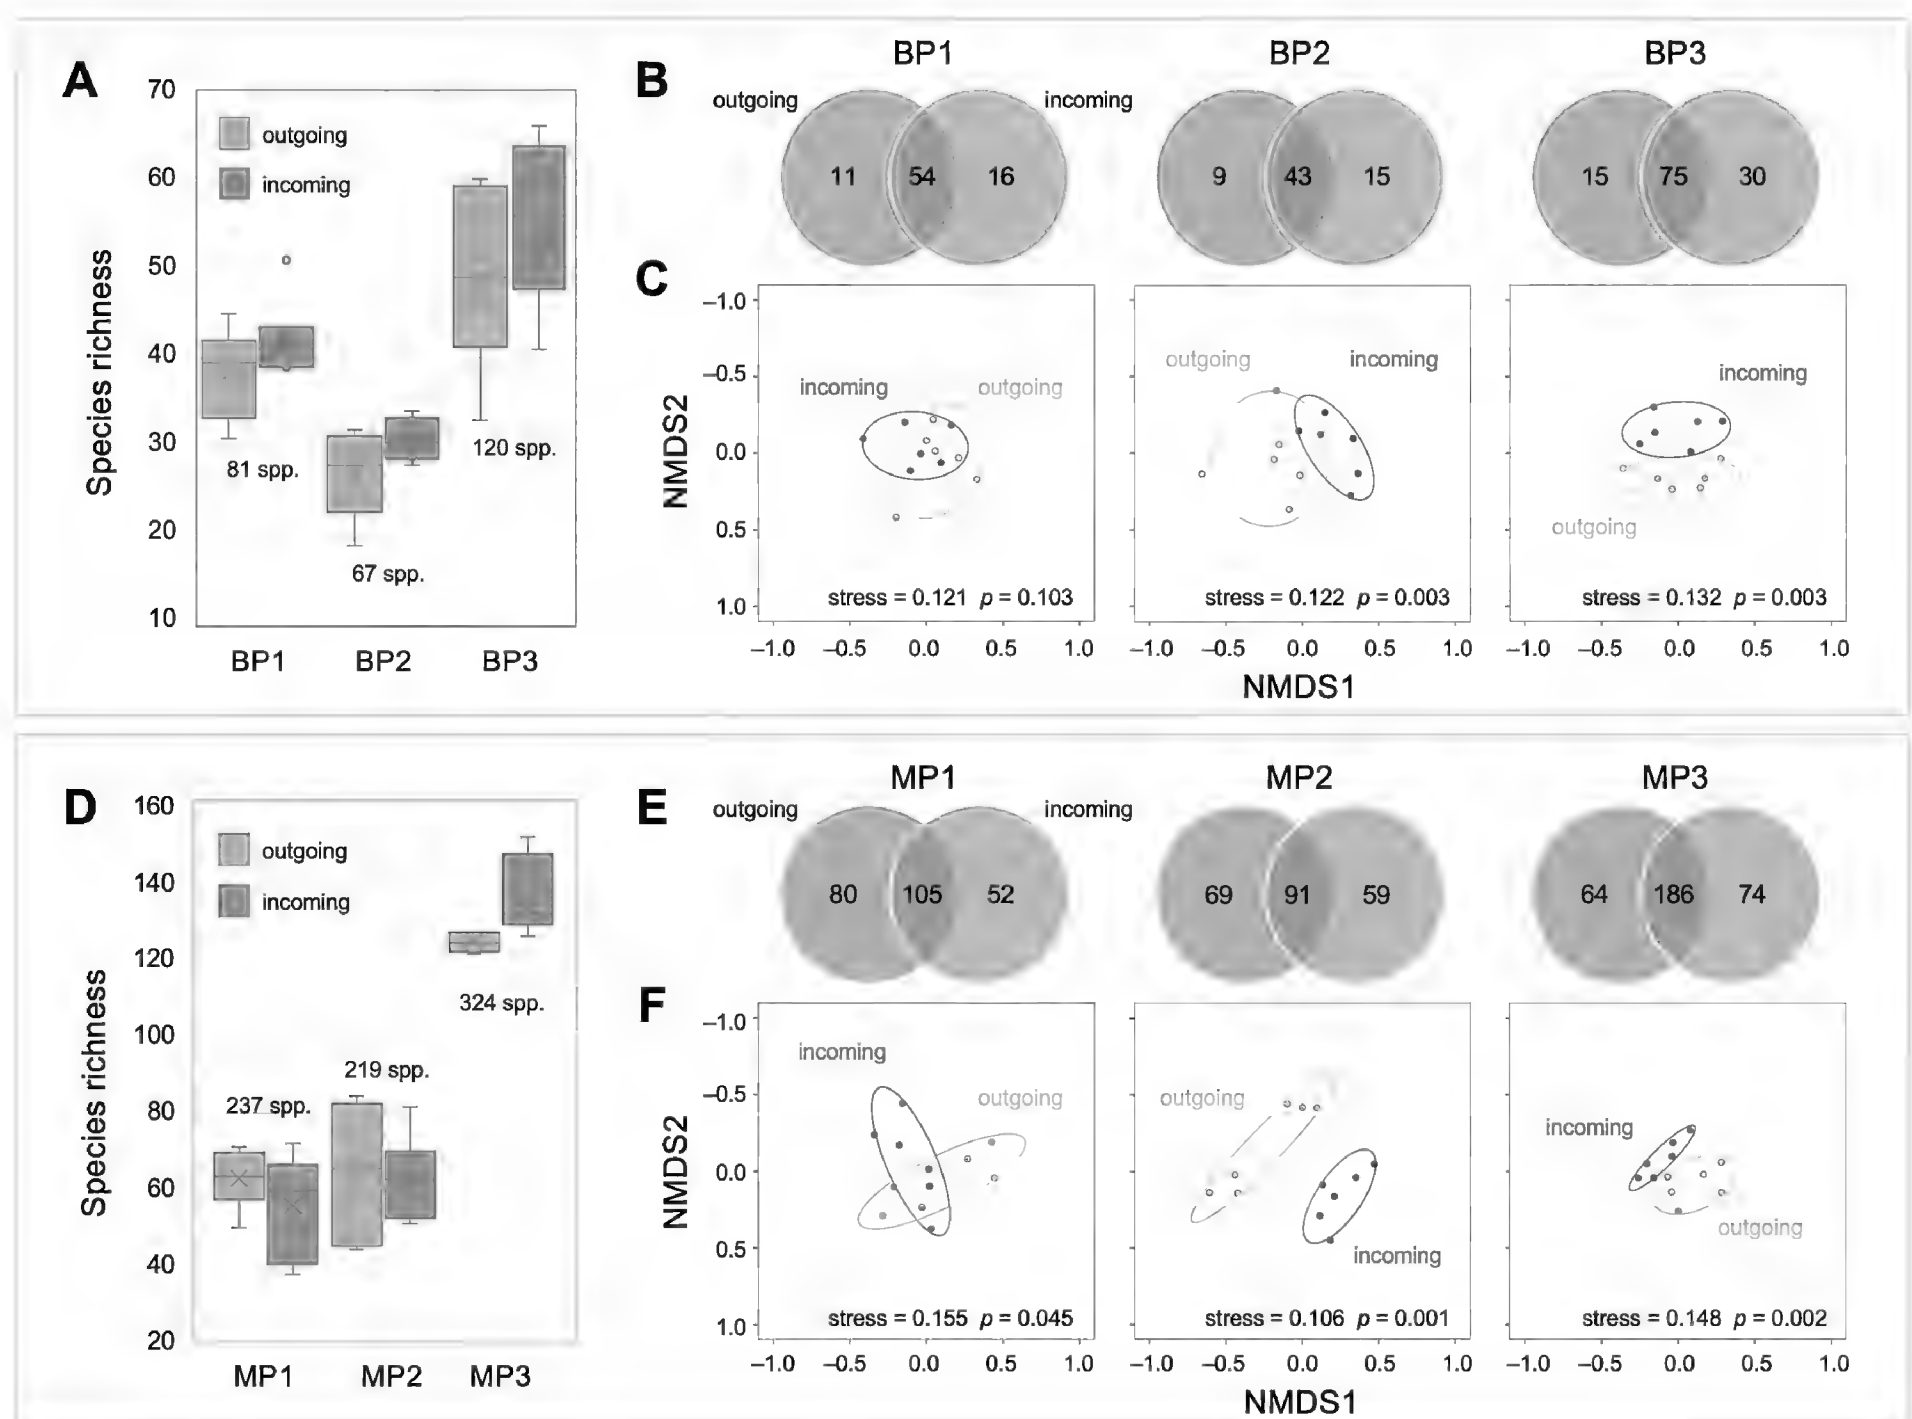 A
70
60
50
40
30
20
10
Species richness
outgoing
incoming
81 spp.
67 spp.
120 spp.
BP1 BP2 BP3
B
BP1 BP2 BP3
outgoing incoming
11 54 16
9 43 15
15 75 30
C
–1.0
–0.5
0.0
0.5
1.0
NMDS2
incoming outgoing
stress = 0.121 p = 0.103
outgoing incoming
stress = 0.122 p = 0.003
incoming
outgoing
stress = 0.132 p = 0.003
–1.0 –0.5 0.0 0.5 1.0
–1.0 –0.5 0.0 0.5 1.0
–1.0 –0.5 0.0 0.5 1.0
NMDS1
D
160
140
120
100
80
60
40
20
Species richness
outgoing
incoming
324 spp.
219 spp.
237 spp.
MP1 MP2 MP3
E
MP1 MP2 MP3
outgoing incoming
80 105 52
69 91 59
64 186 74
F
–1.0
–0.5
0.0
0.5
1.0
NMDS2
incoming
outgoing
stress = 0.155 p = 0.045
outgoing
incoming
stress = 0.106 p = 0.001
incoming
outgoing
stress = 0.148 p = 0.002
–1.0 –0.5 0.0 0.5 1.0
–1.0 –0.5 0.0 0.5 1.0
–1.0 –0.5 0.0 0.5 1.0
NMDS1